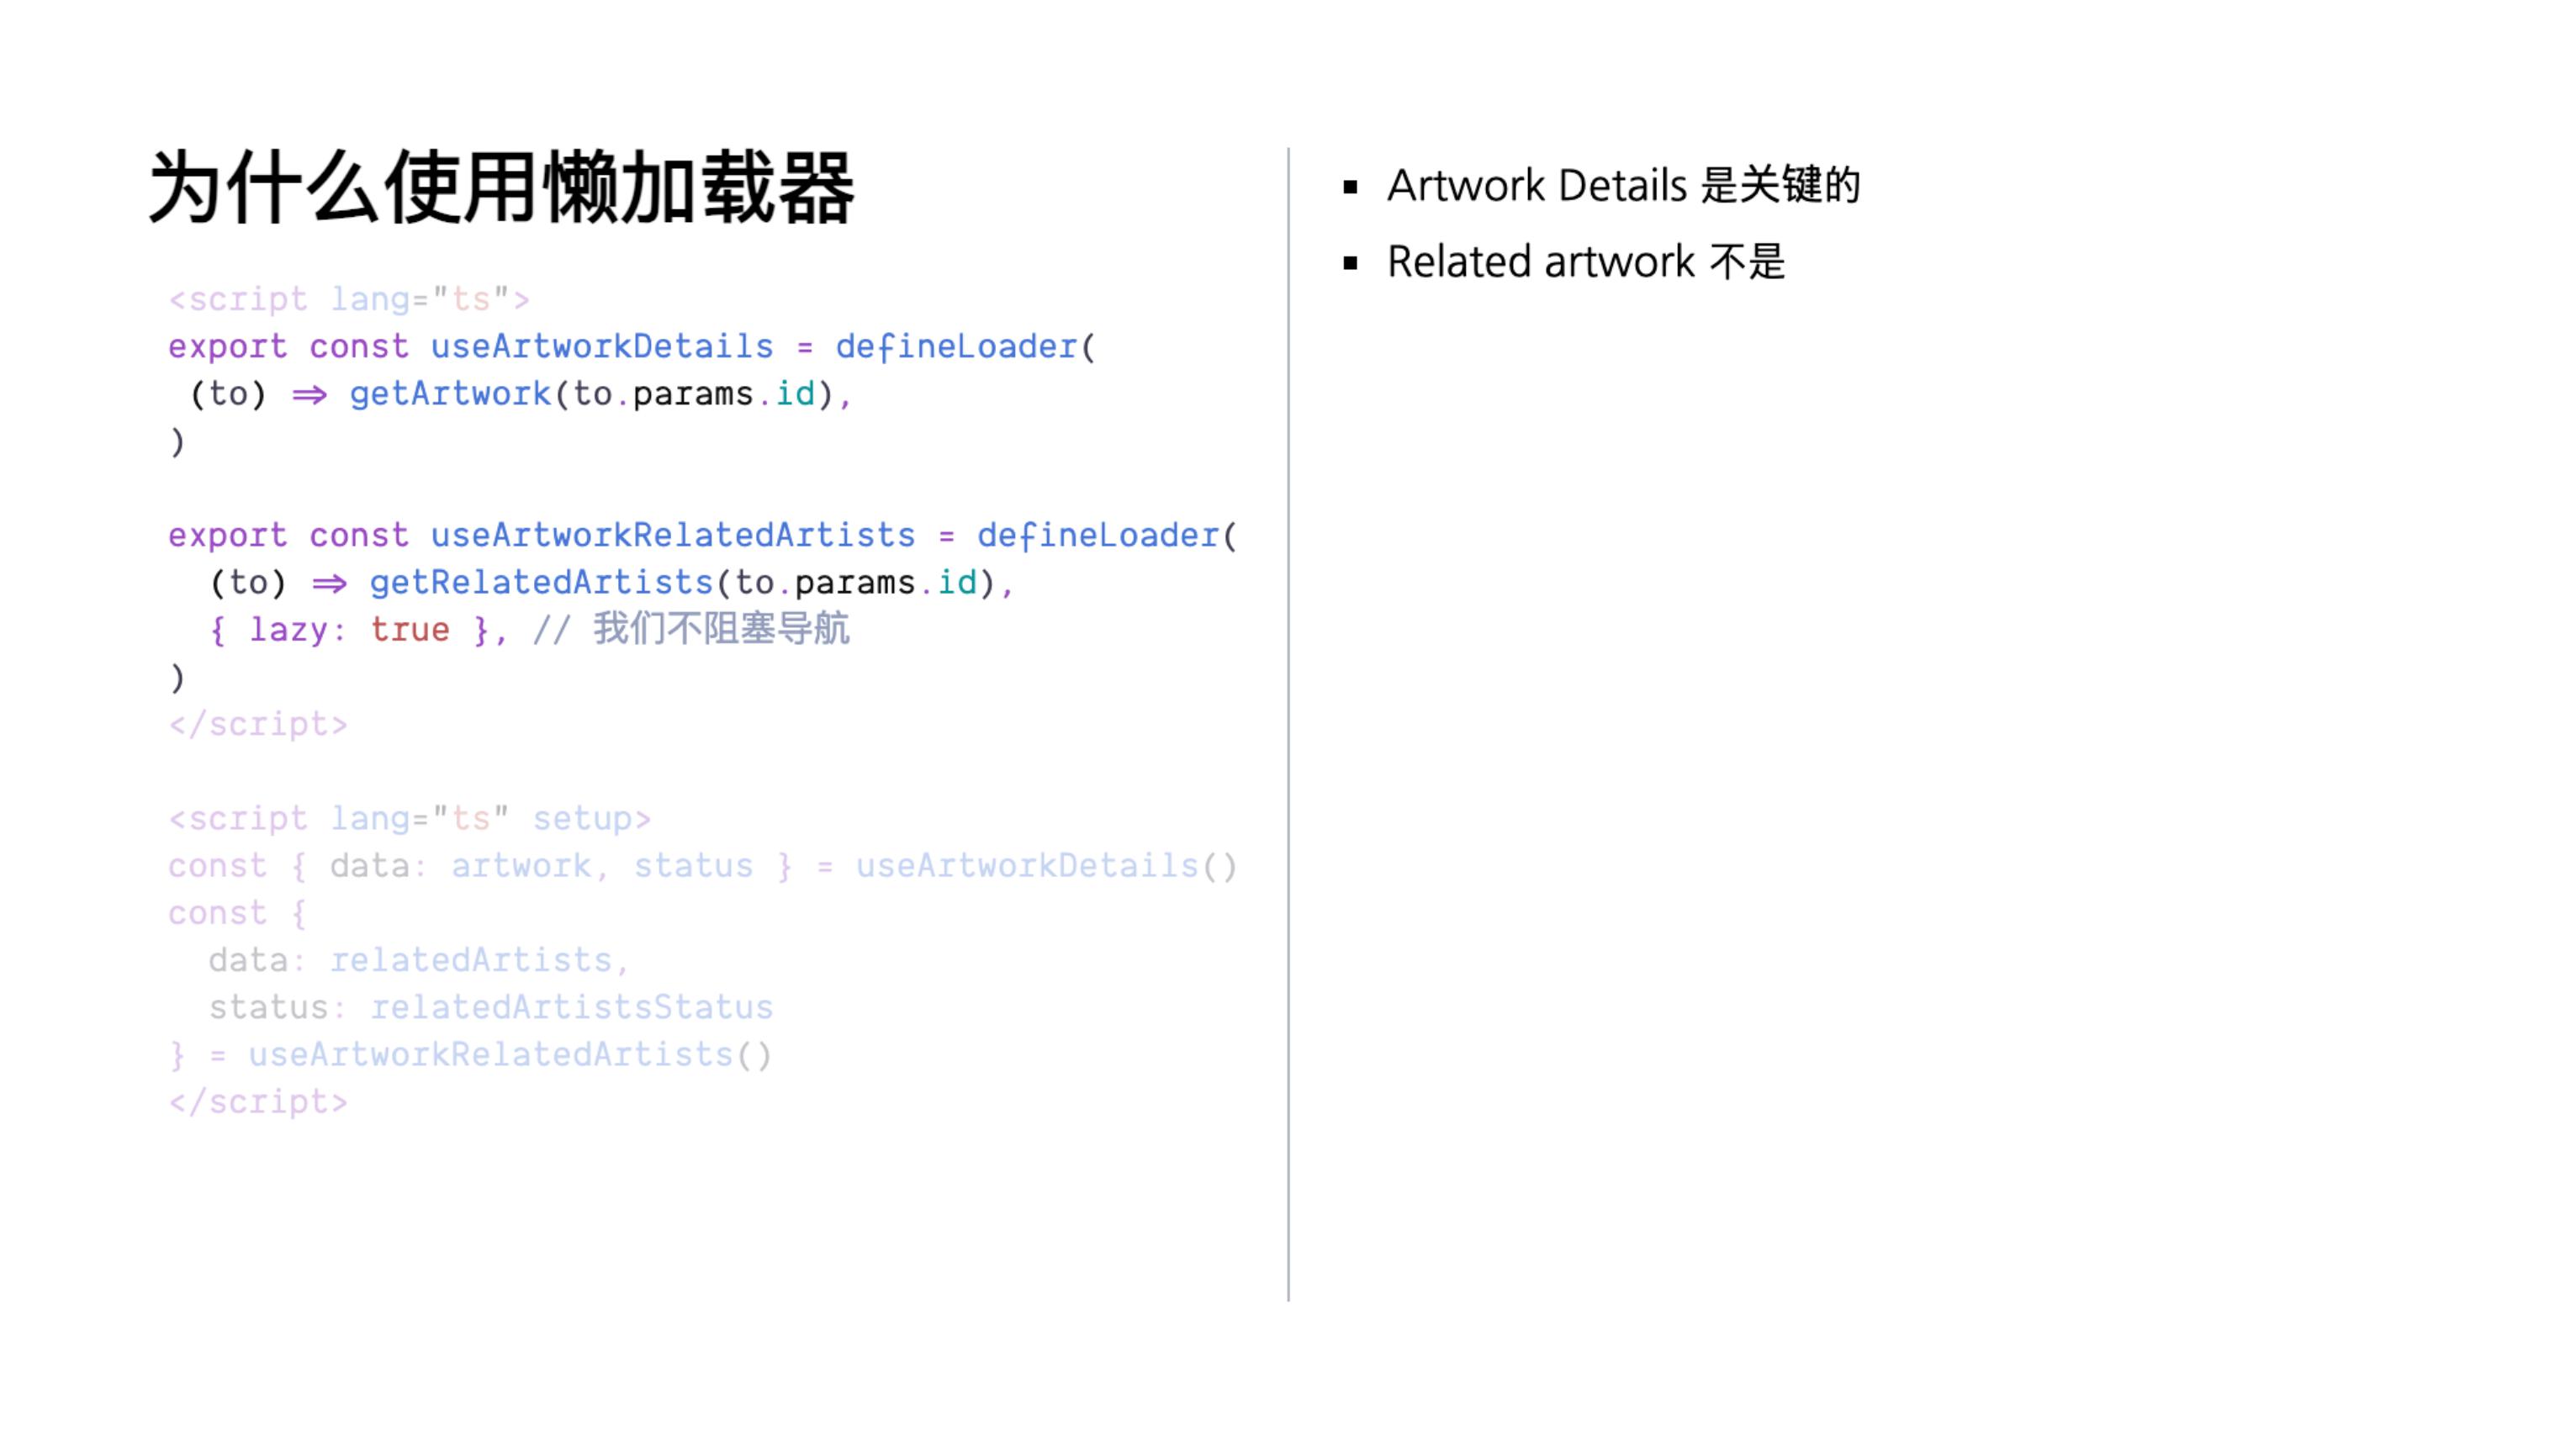 为什么使用懒加载器
<script lang="ts">
export const useArtworkDetails = defineLoader(
 (to) => getArtwork(to.params.id),
)
export const useArtworkRelatedArtists = defineLoader(
  (to) => getRelatedArtists(to.params.id),
  { lazy: true }, // 我们不阻塞导航
)
</script>
<script lang="ts" setup>
const { data: artwork, status } = useArtworkDetails()
const {
  data: relatedArtists,
  status: relatedArtistsStatus
} = useArtworkRelatedArtists()
</script>
▪ Artwork Details 是关键的
▪ Related artwork 不是